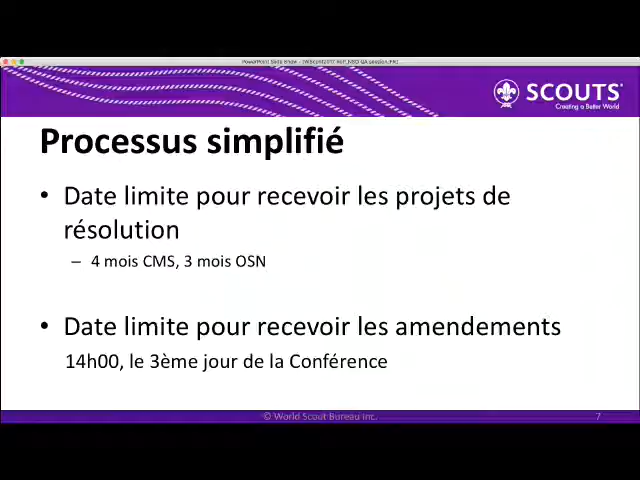 SCOUTS
Creating a Better World
Processus simplifié
• Date limite pour recevoir les projets de
résolution
– 4 mois CMS, 3 mois OSN
• Date limite pour recevoir les amendements
14h00, le 3ème jour de la Conférence
© World Scout Bureau Inc.
7